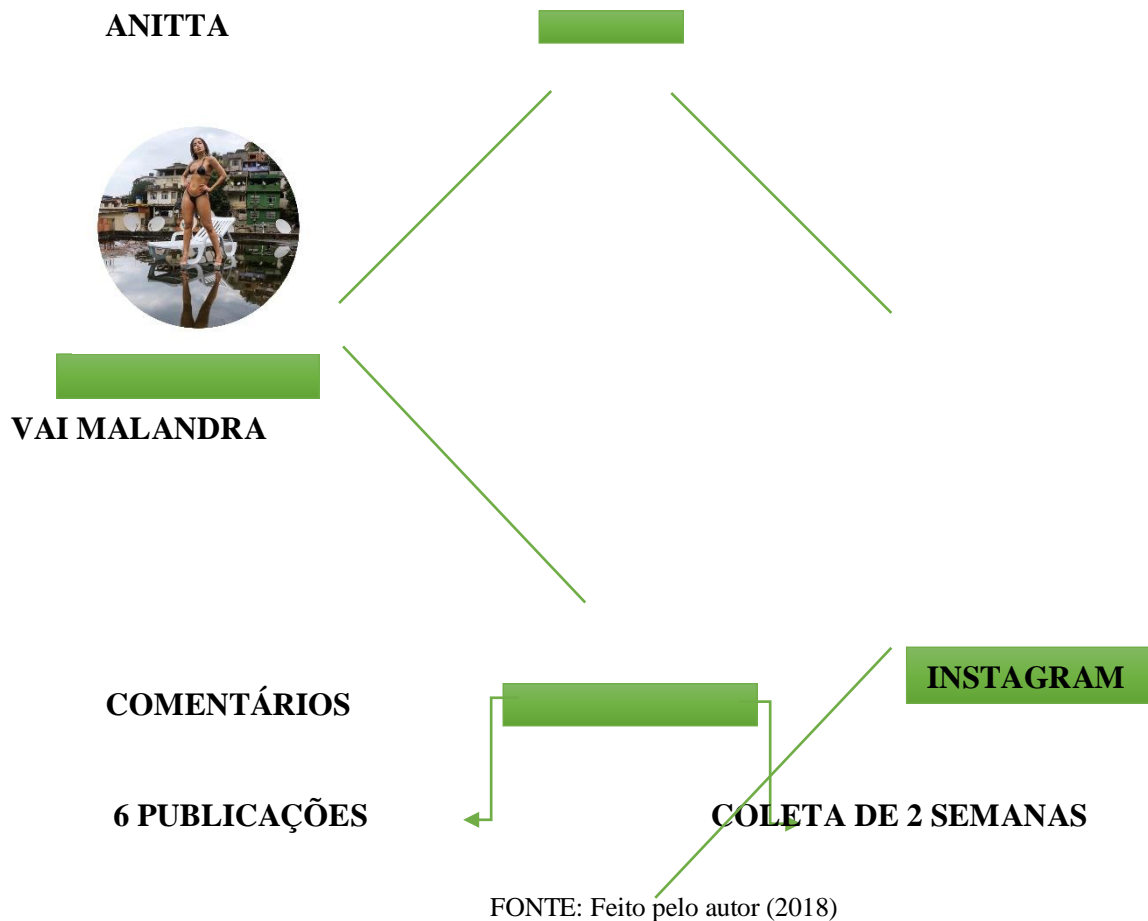 ANITTA
VAI MALANDRA
INSTAGRAM
COMENTÁRIOS
6 PUBLICAÇÕES
COLETA DE 2 SEMANAS
FONTE: Feito pelo autor (2018)